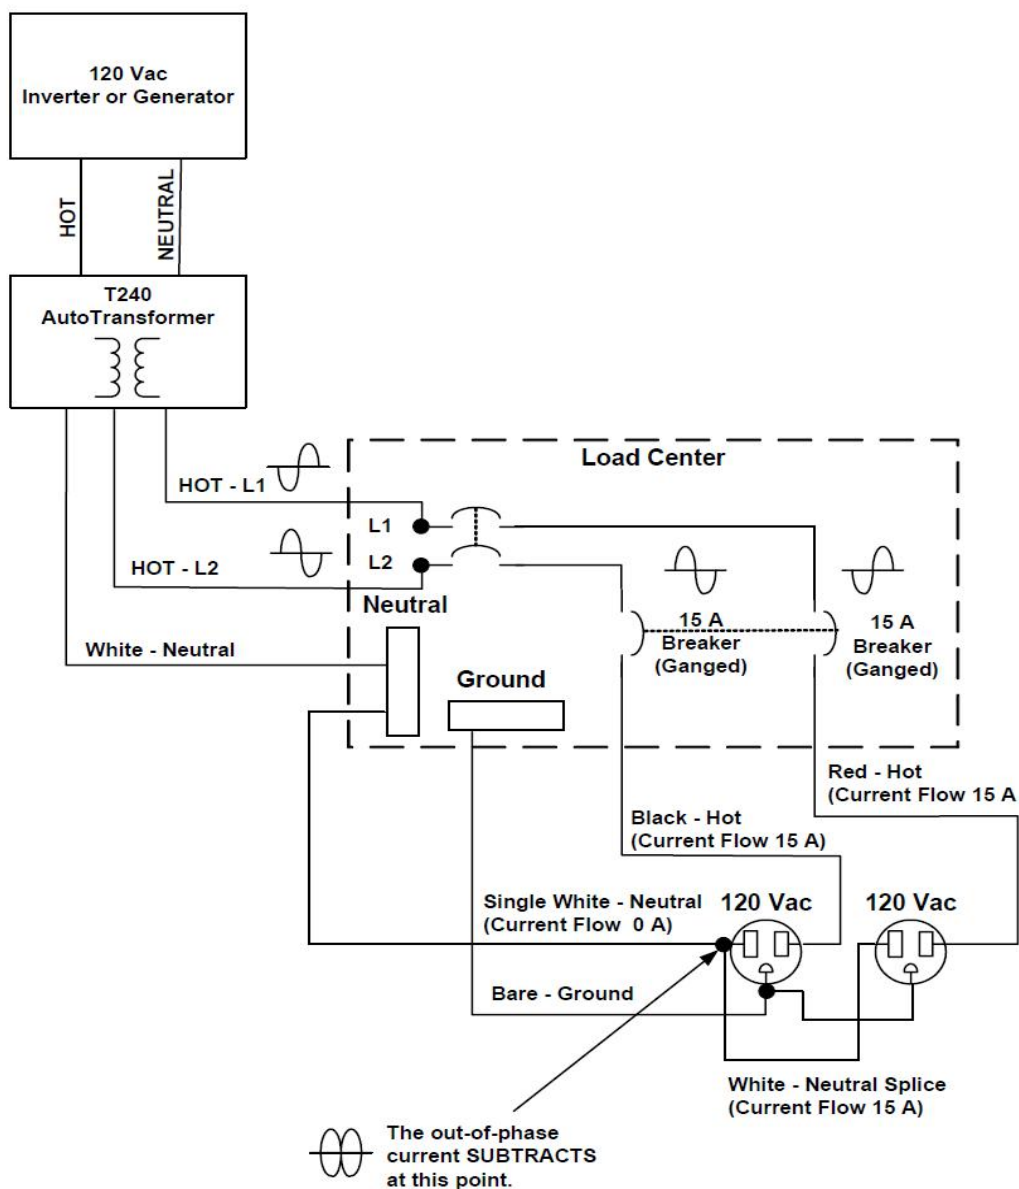 120 Vac
Inverter or Generator
HOT
NEUTRAL
T240
AutoTransformer
Load Center
HOT - L1
L1
HOT - L2
L2
Neutral
15 A
Breaker
(Ganged)
15 A
Breaker
(Ganged)
White - Neutral
Ground
Red - Hot
(Current Flow 15 A
Black - Hot
(Current Flow 15 A)
Single White - Neutral
(Current Flow 0 A)
120 Vac
120 Vac
Bare - Ground
White - Neutral Splice
(Current Flow 15 A)
The out-of-phase
current SUBTRACTS
at this point.